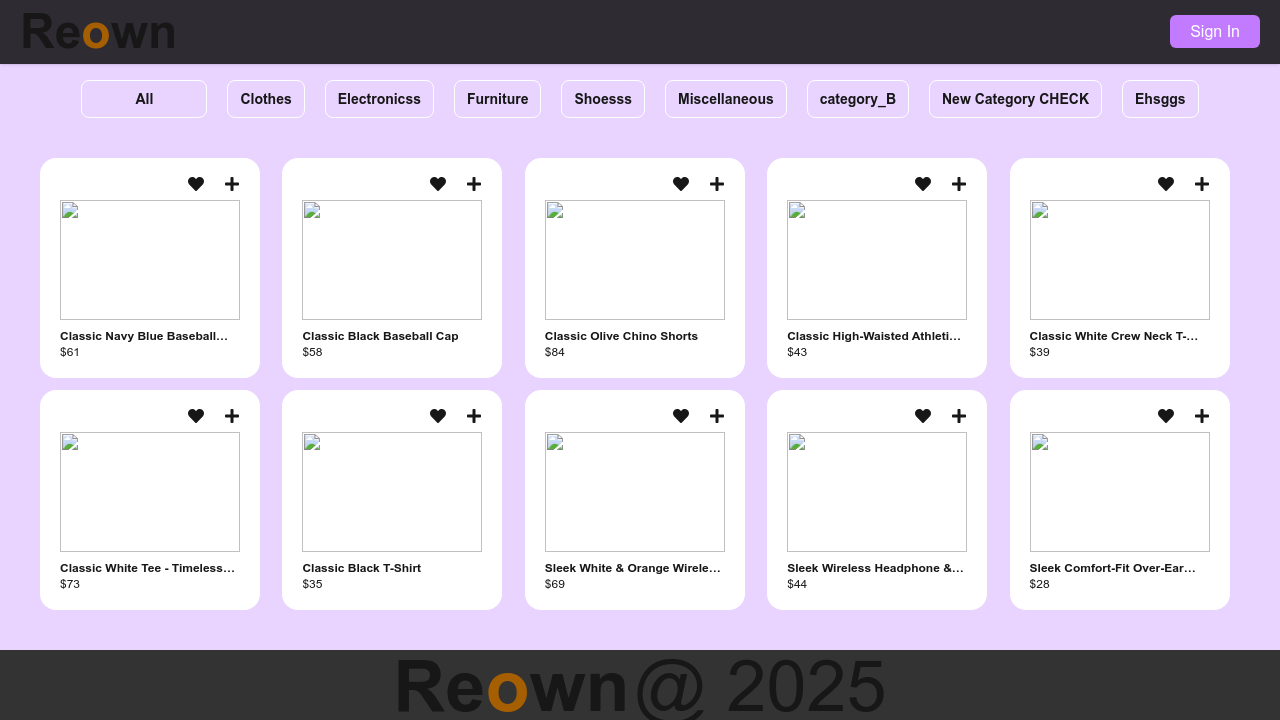 Reown
Sign In
All
Clothes
Electronicss
Furniture
Shoesss
Miscellaneous
category_B
New Category CHECK
Ehsggs
Classic Navy Blue Baseball...
$61
Classic Black Baseball Cap
$58
Classic Olive Chino Shorts
$84
Classic High-Waisted Athleti...
$43
Classic White Crew Neck T-...
$39
Classic White Tee - Timeless...
$73
Classic Black T-Shirt
$35
Sleek White & Orange Wirele...
$69
Sleek Wireless Headphone &...
$44
Sleek Comfort-Fit Over-Ear...
$28
Reown@ 2025